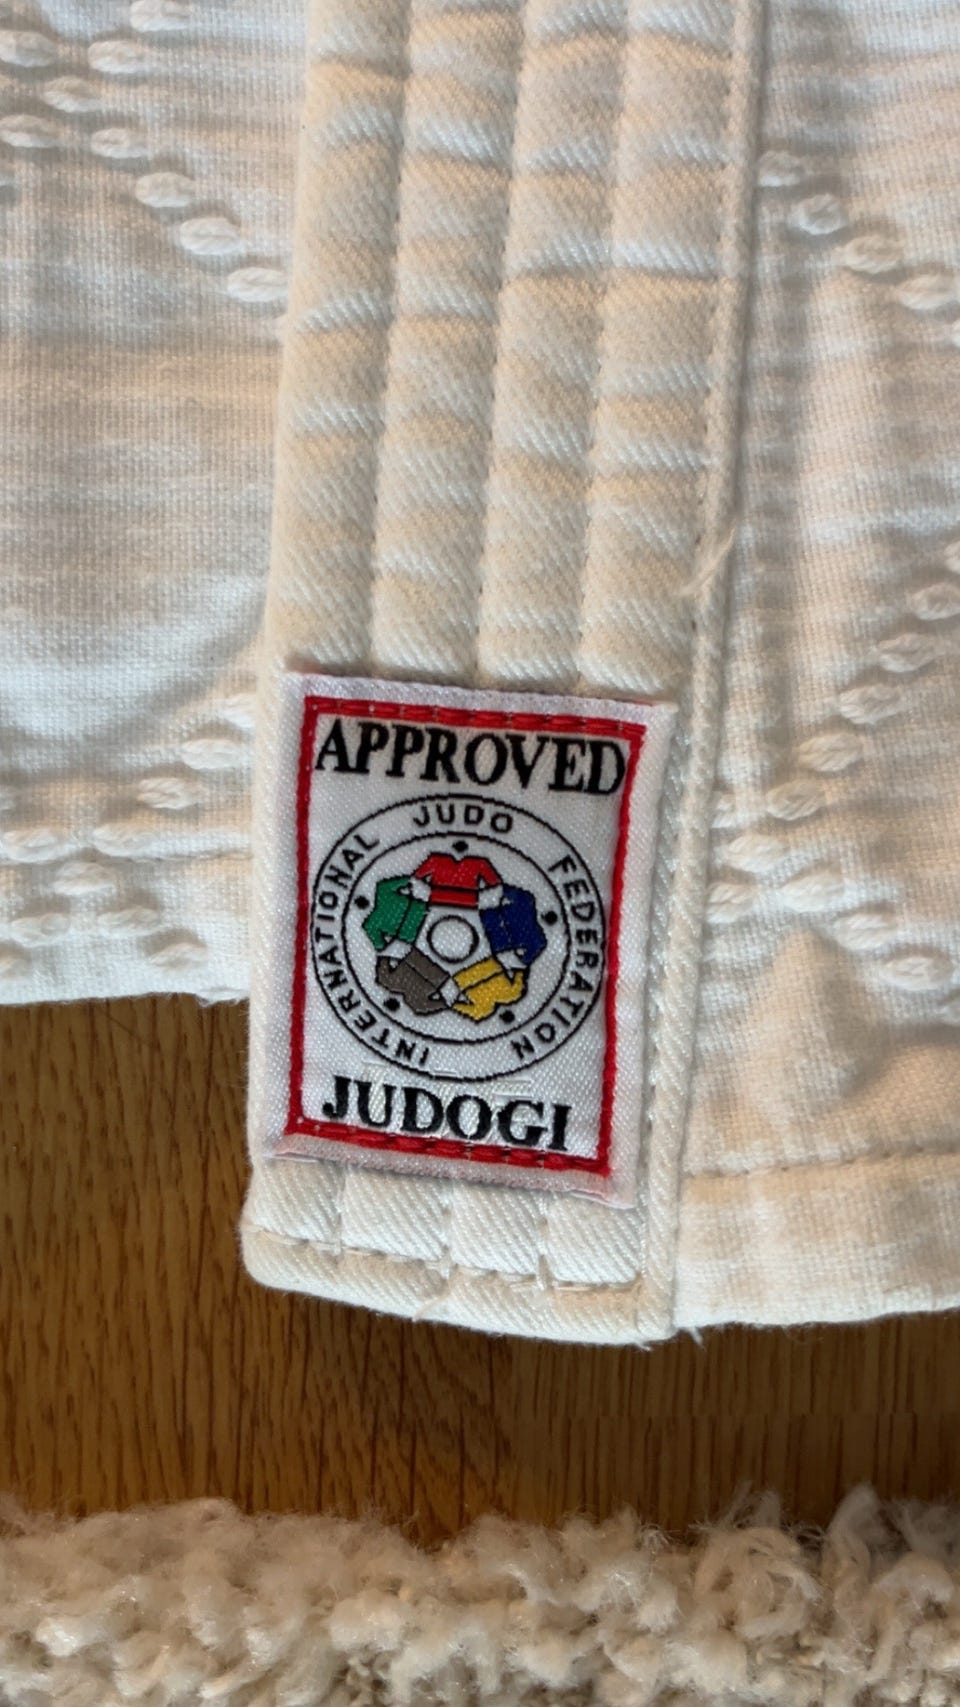 APPROVED
INTERNATIONAL JUDO FEDERATION
JUDOGI